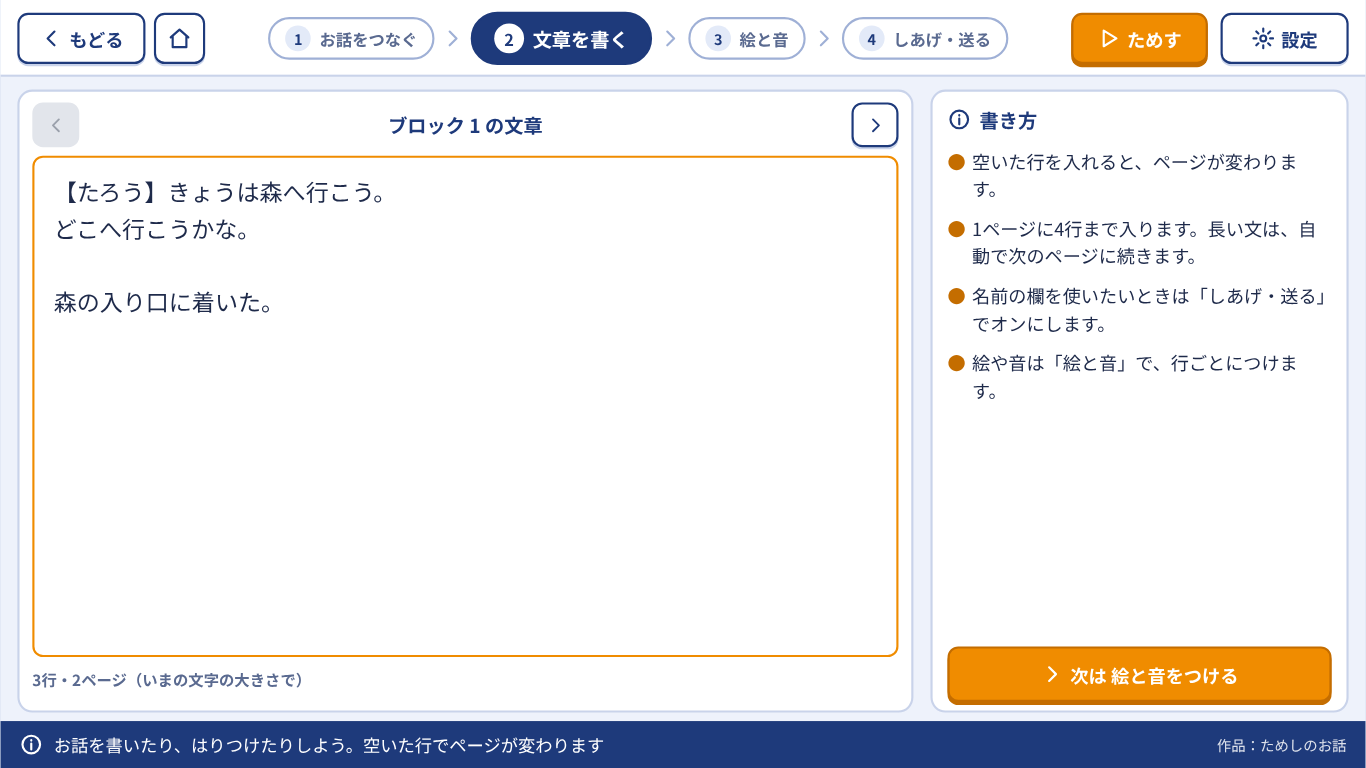 もどる
1 お話をつなぐ
2 文章を書く
3 絵と音
4 しあげ・送る
ためす
設定
ブロック 1 の文章
【たろう】きょうは森へ行こう。
どこへ行こうかな。
森の入り口に着いた。
3行・2ページ（いまの文字の大きさで）
書き方
空いた行を入れると、ページが変わりま
す。
1ページに4行まで入ります。長い文は、自
動で次のページに続きます。
名前の欄を使いたいときは「しあげ・送る」
でオンにします。
絵や音は「絵と音」で、行ごとにつけま
す。
次は 絵と音をつける
お話を書いたり、はりつけたりしよう。空いた行でページが変わります
作品：ためしのお話